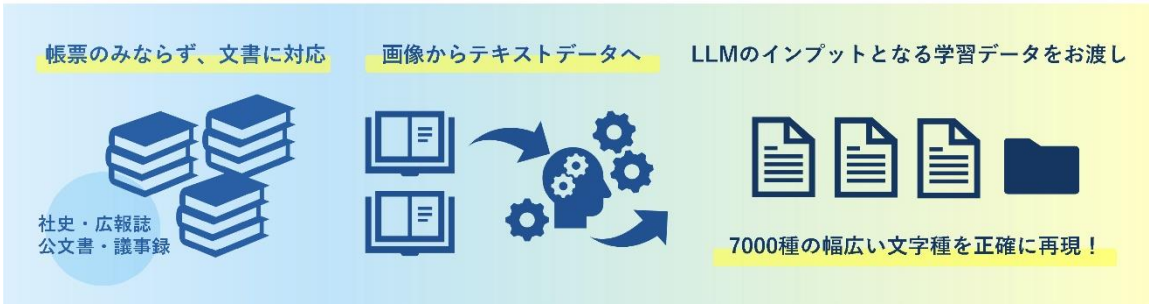 帳票のみならず、文書に対応
社史・広報誌
公文書・議事録
画像からテキストデータへ
LLMのインプットとなる学習データをお渡し
7000種の幅広い文字種を正確に再現！